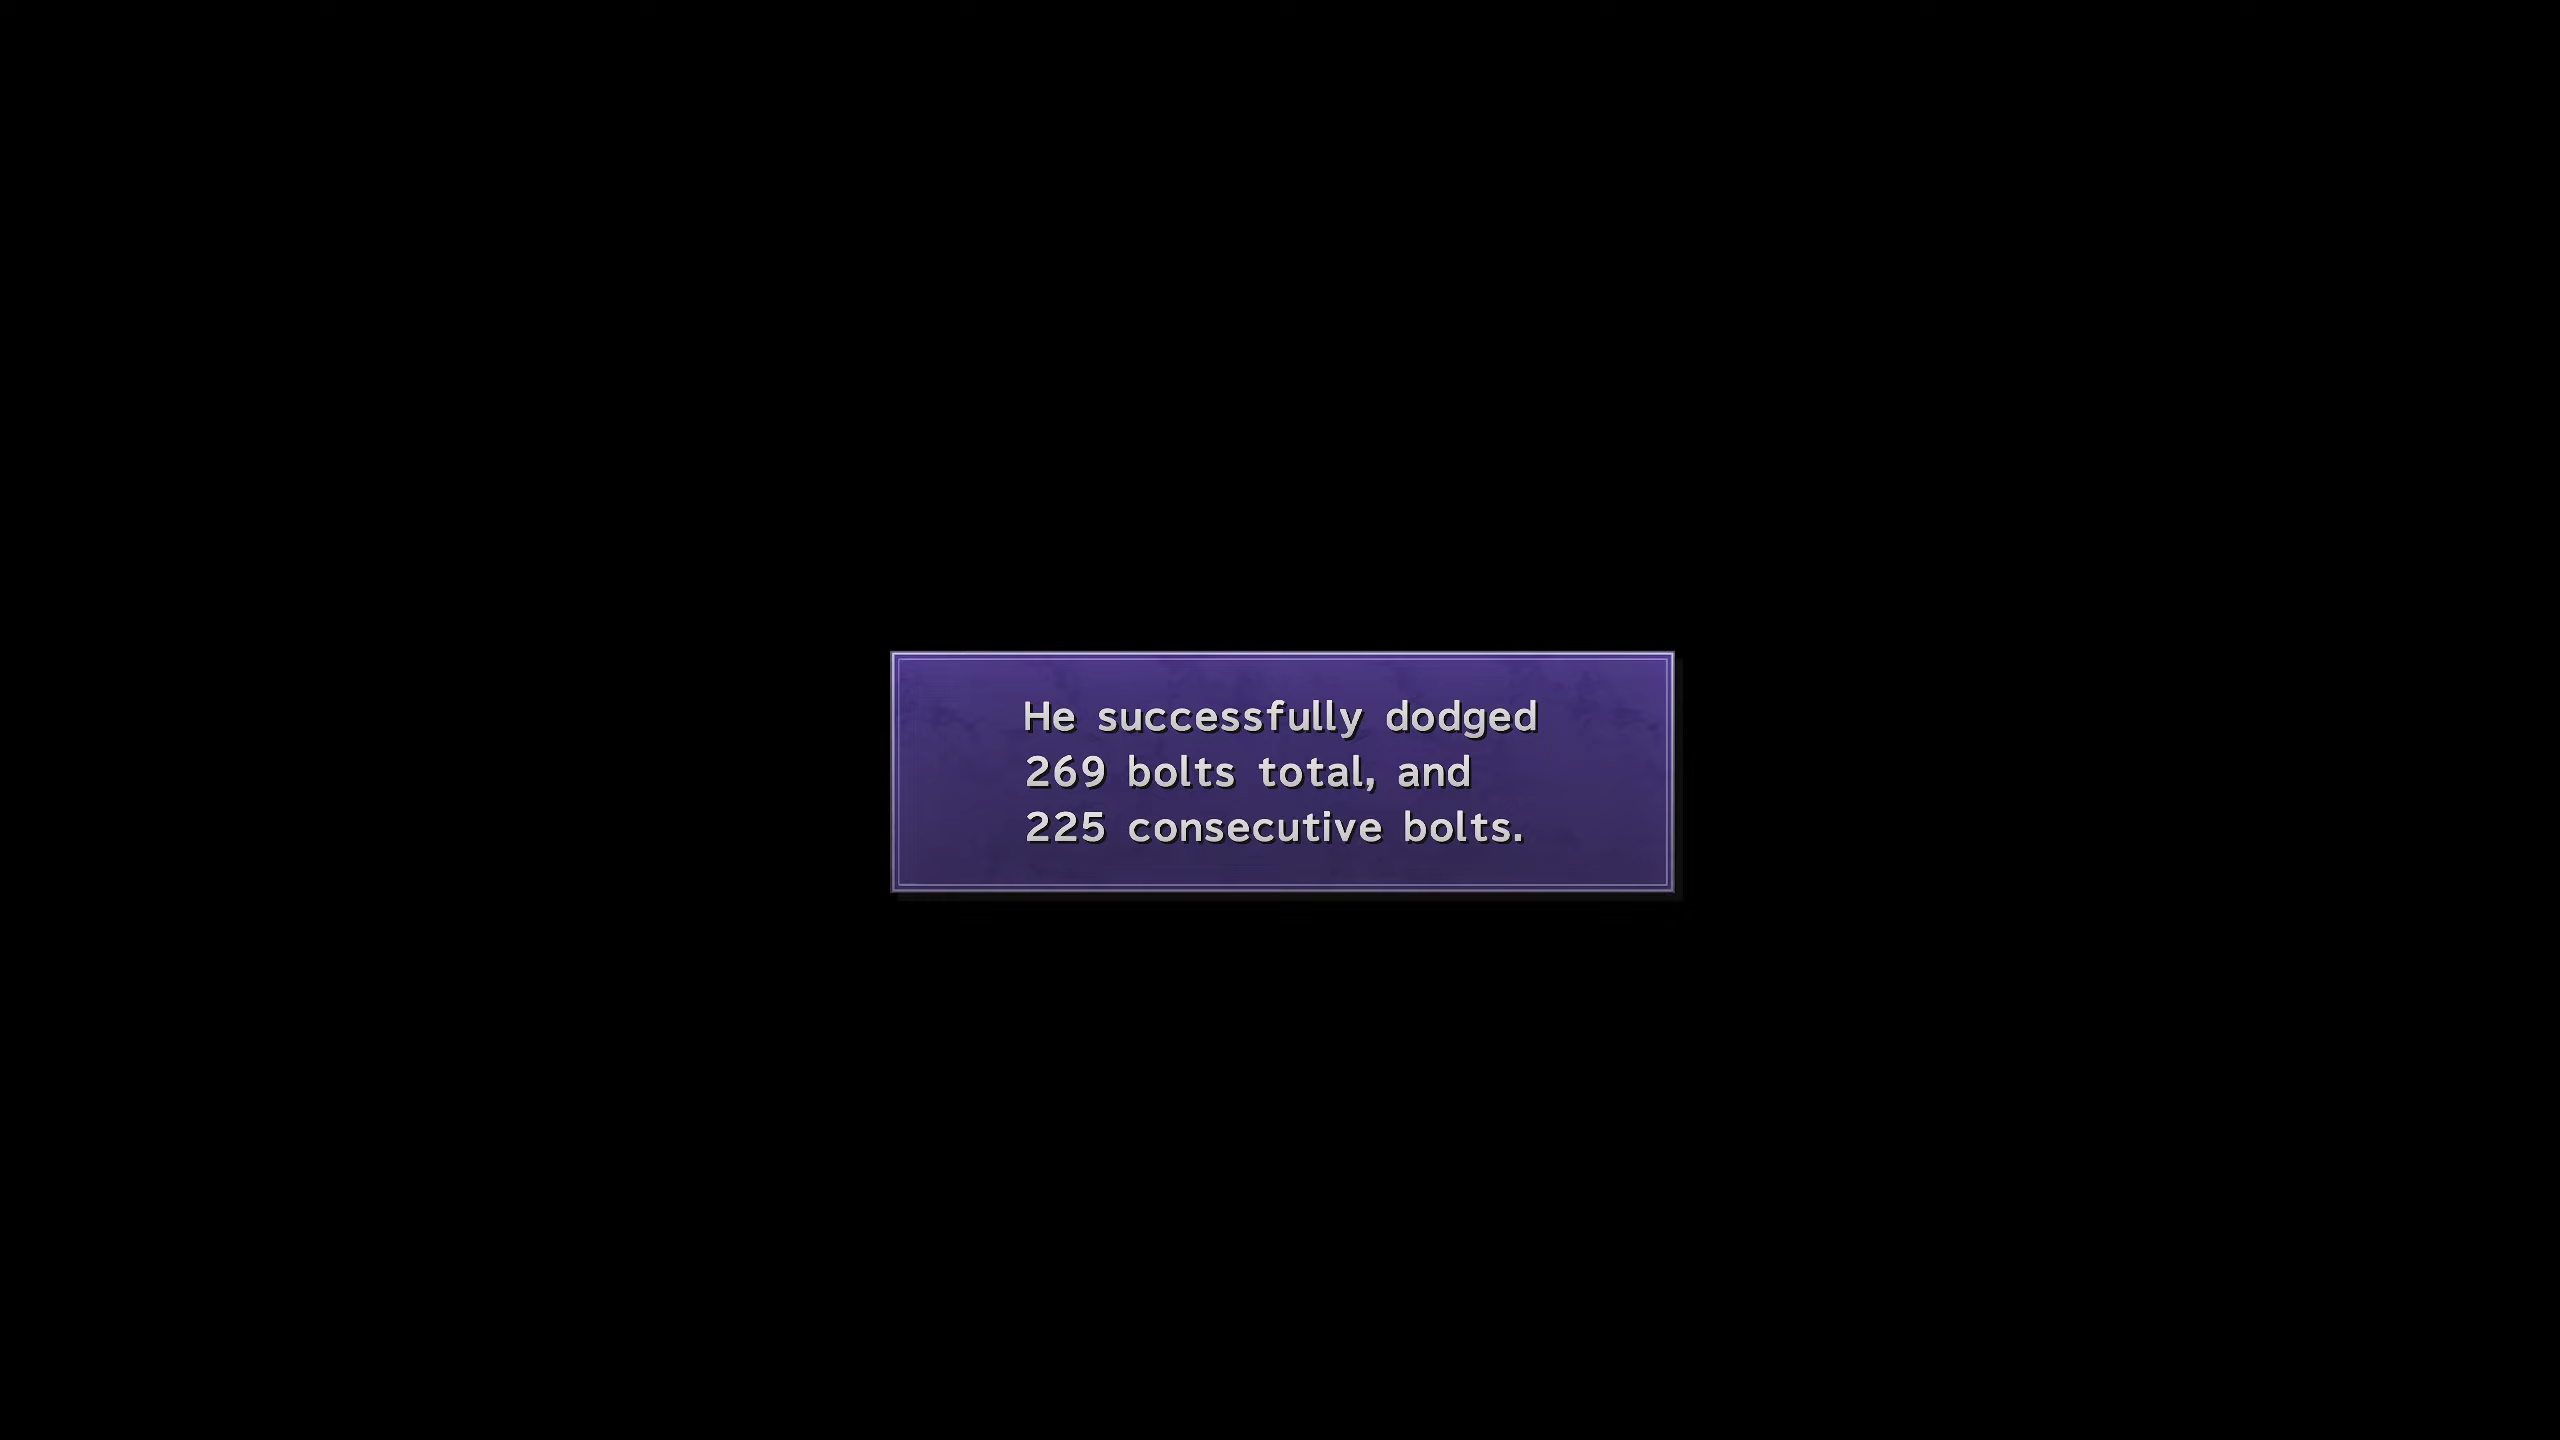 He successfully dodged
269 bolts total, and
225 consecutive bolts.